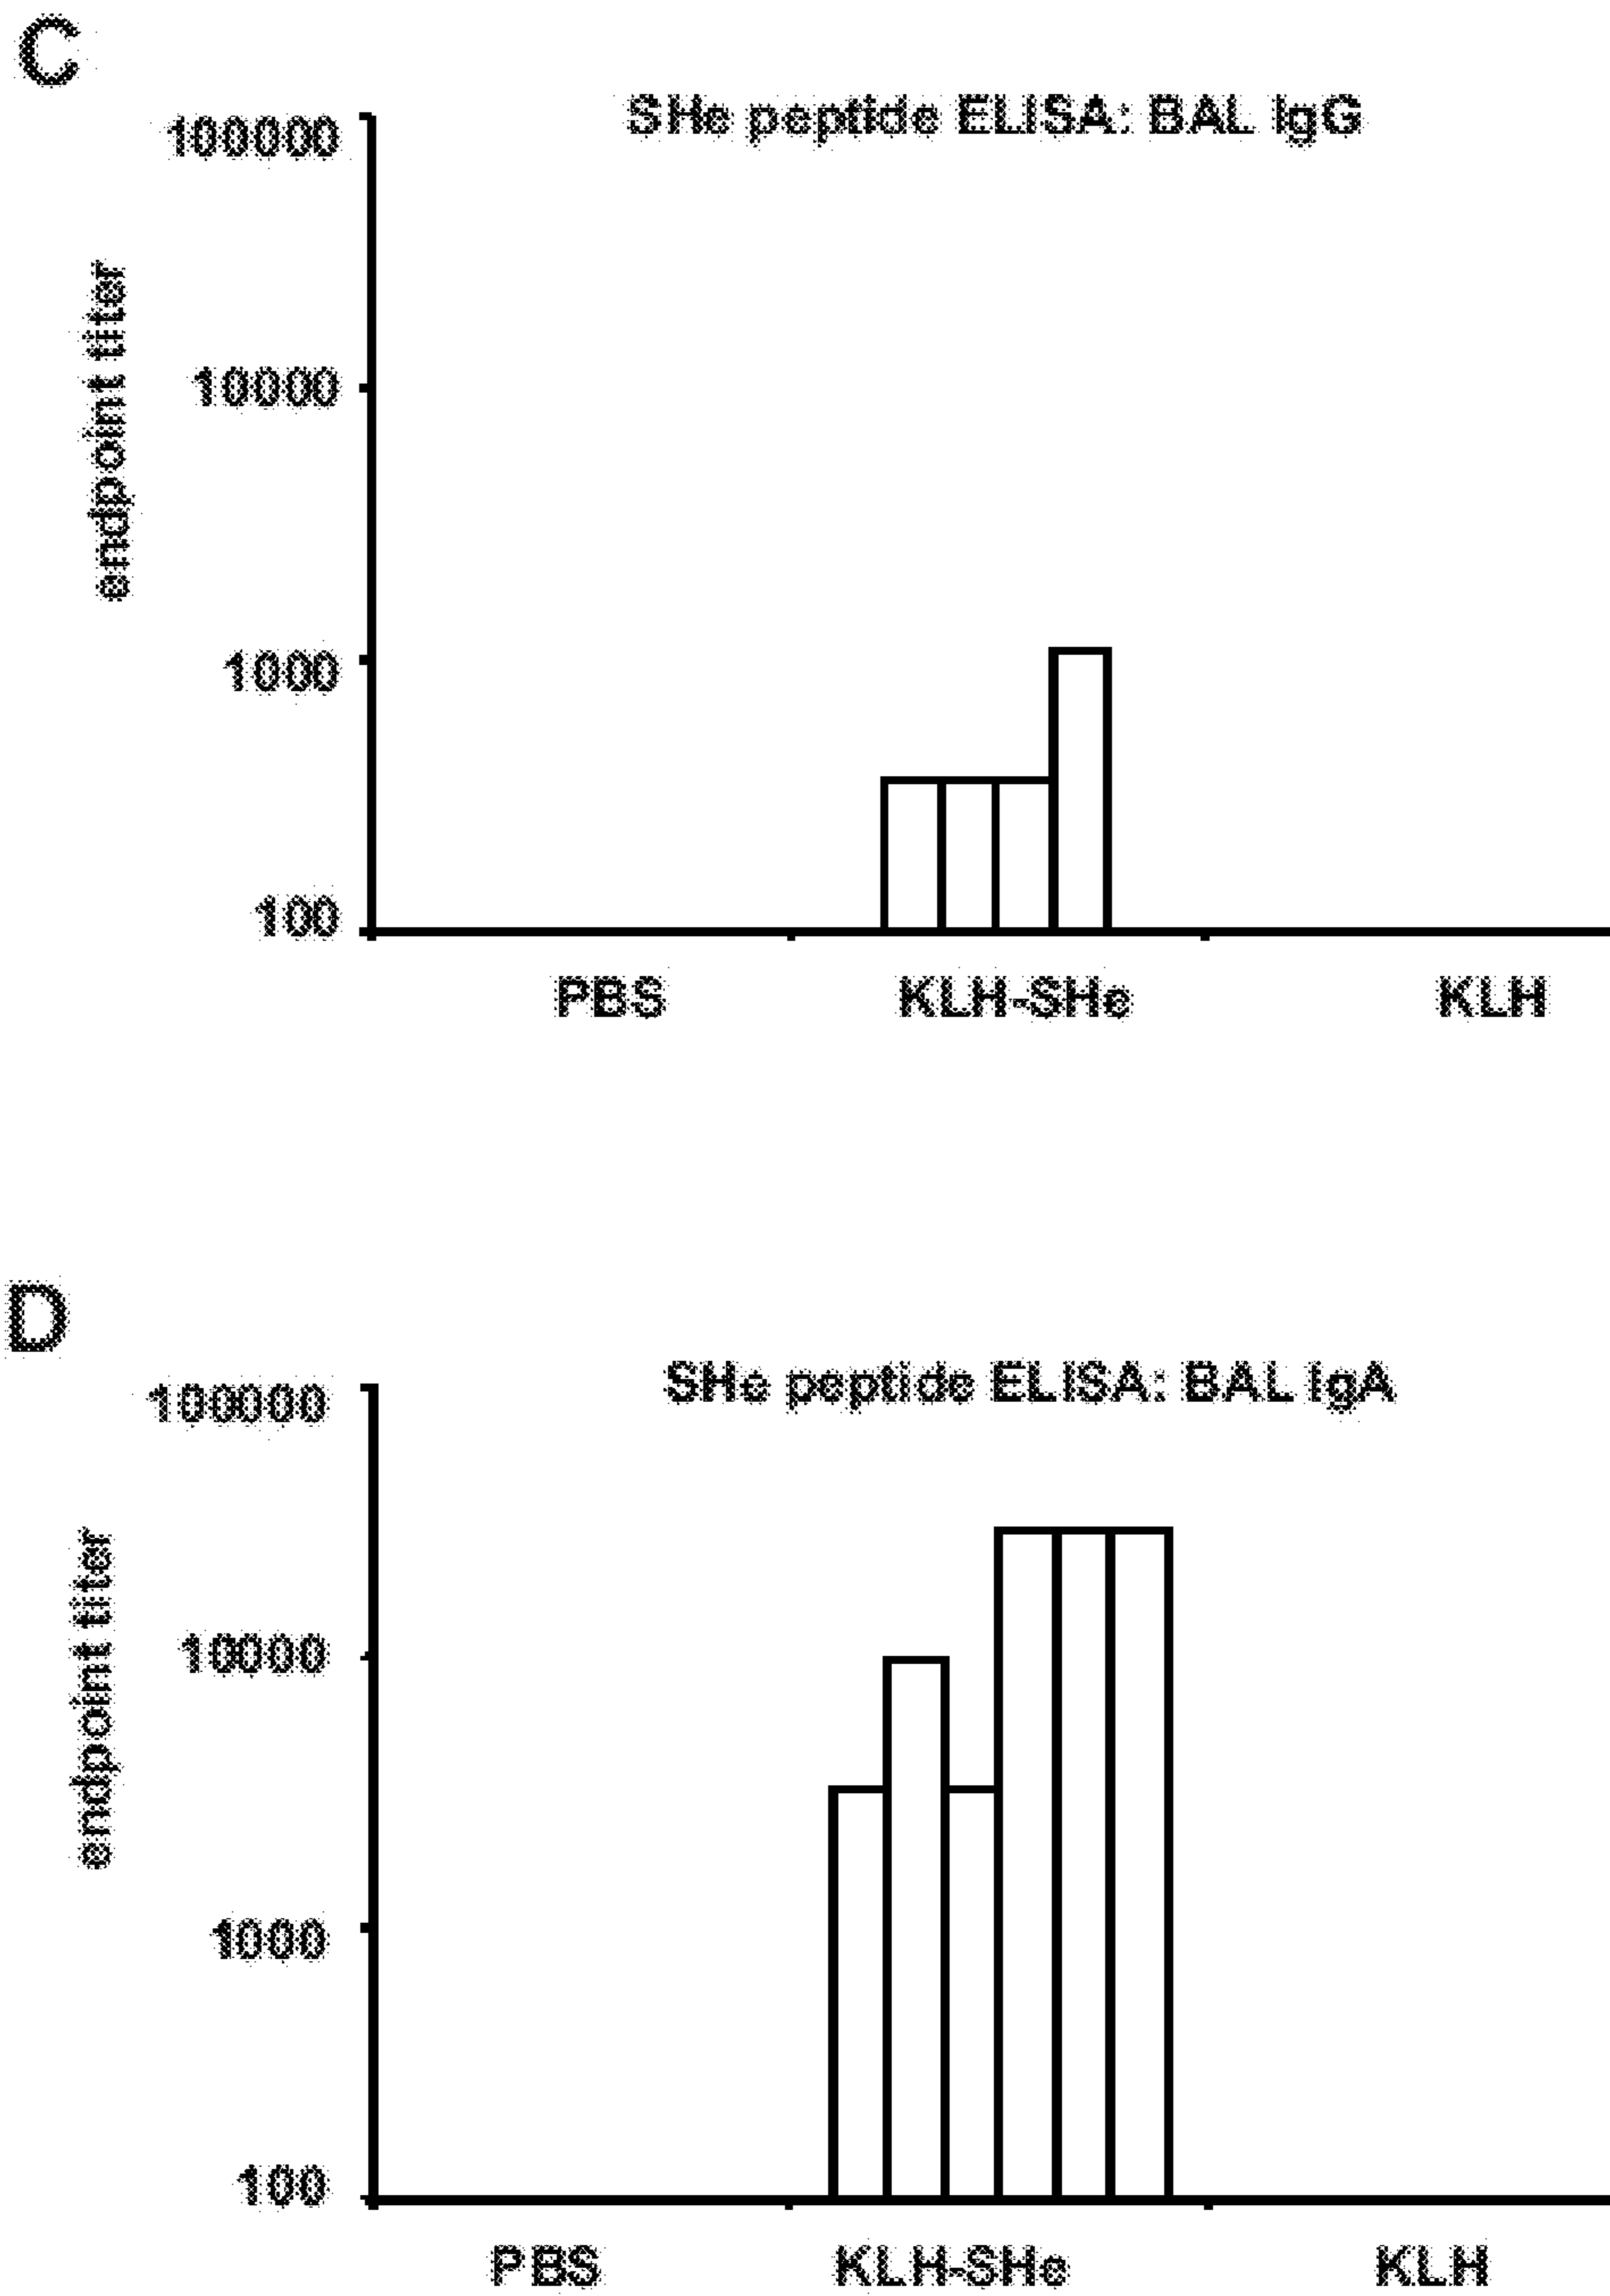 C
SHe peptide ELISA: BAL IgG
100000
10000
1000
100
endpoint titer
PBS KLH-SHe KLH
D
SHe peptide ELISA: BAL IgA
100000
10000
1000
100
endpoint titer
PBS KLH-SHe KLH